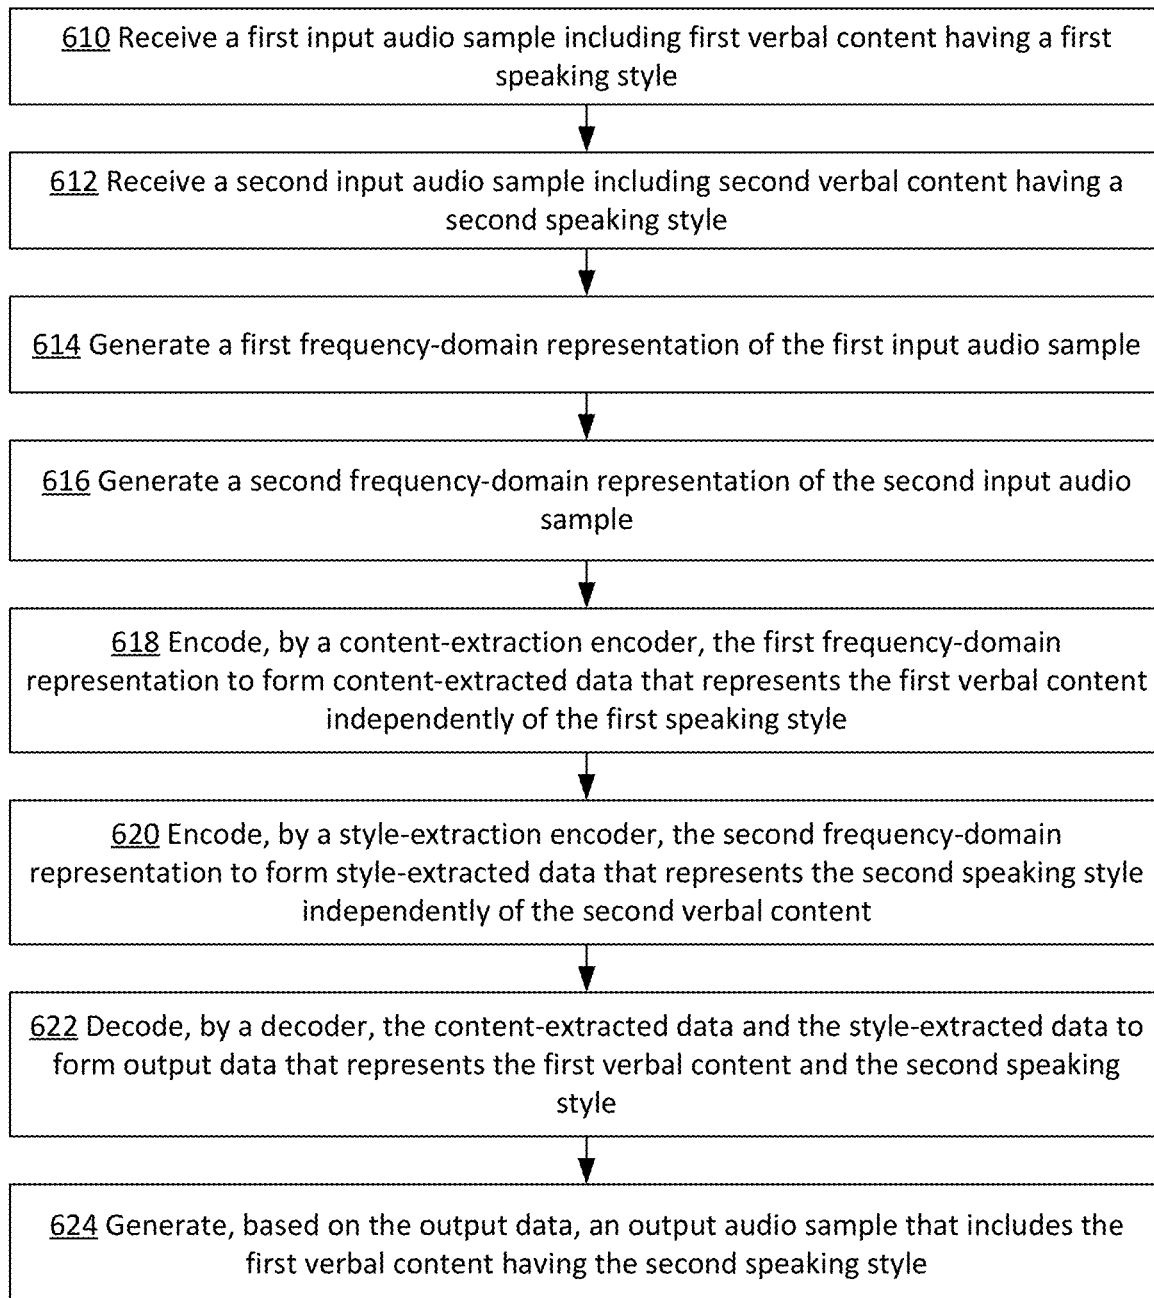 610 Receive a first input audio sample including first verbal content having a first
speaking style
612 Receive a second input audio sample including second verbal content having a
second speaking style
614 Generate a first frequency-domain representation of the first input audio sample
616 Generate a second frequency-domain representation of the second input audio
sample
618 Encode, by a content-extraction encoder, the first frequency-domain
representation to form content-extracted data that represents the first verbal content
independently of the first speaking style
620 Encode, by a style-extraction encoder, the second frequency-domain
representation to form style-extracted data that represents the second speaking style
independently of the second verbal content
622 Decode, by a decoder, the content-extracted data and the style-extracted data to
form output data that represents the first verbal content and the second speaking
style
624 Generate, based on the output data, an output audio sample that includes the
first verbal content having the second speaking style